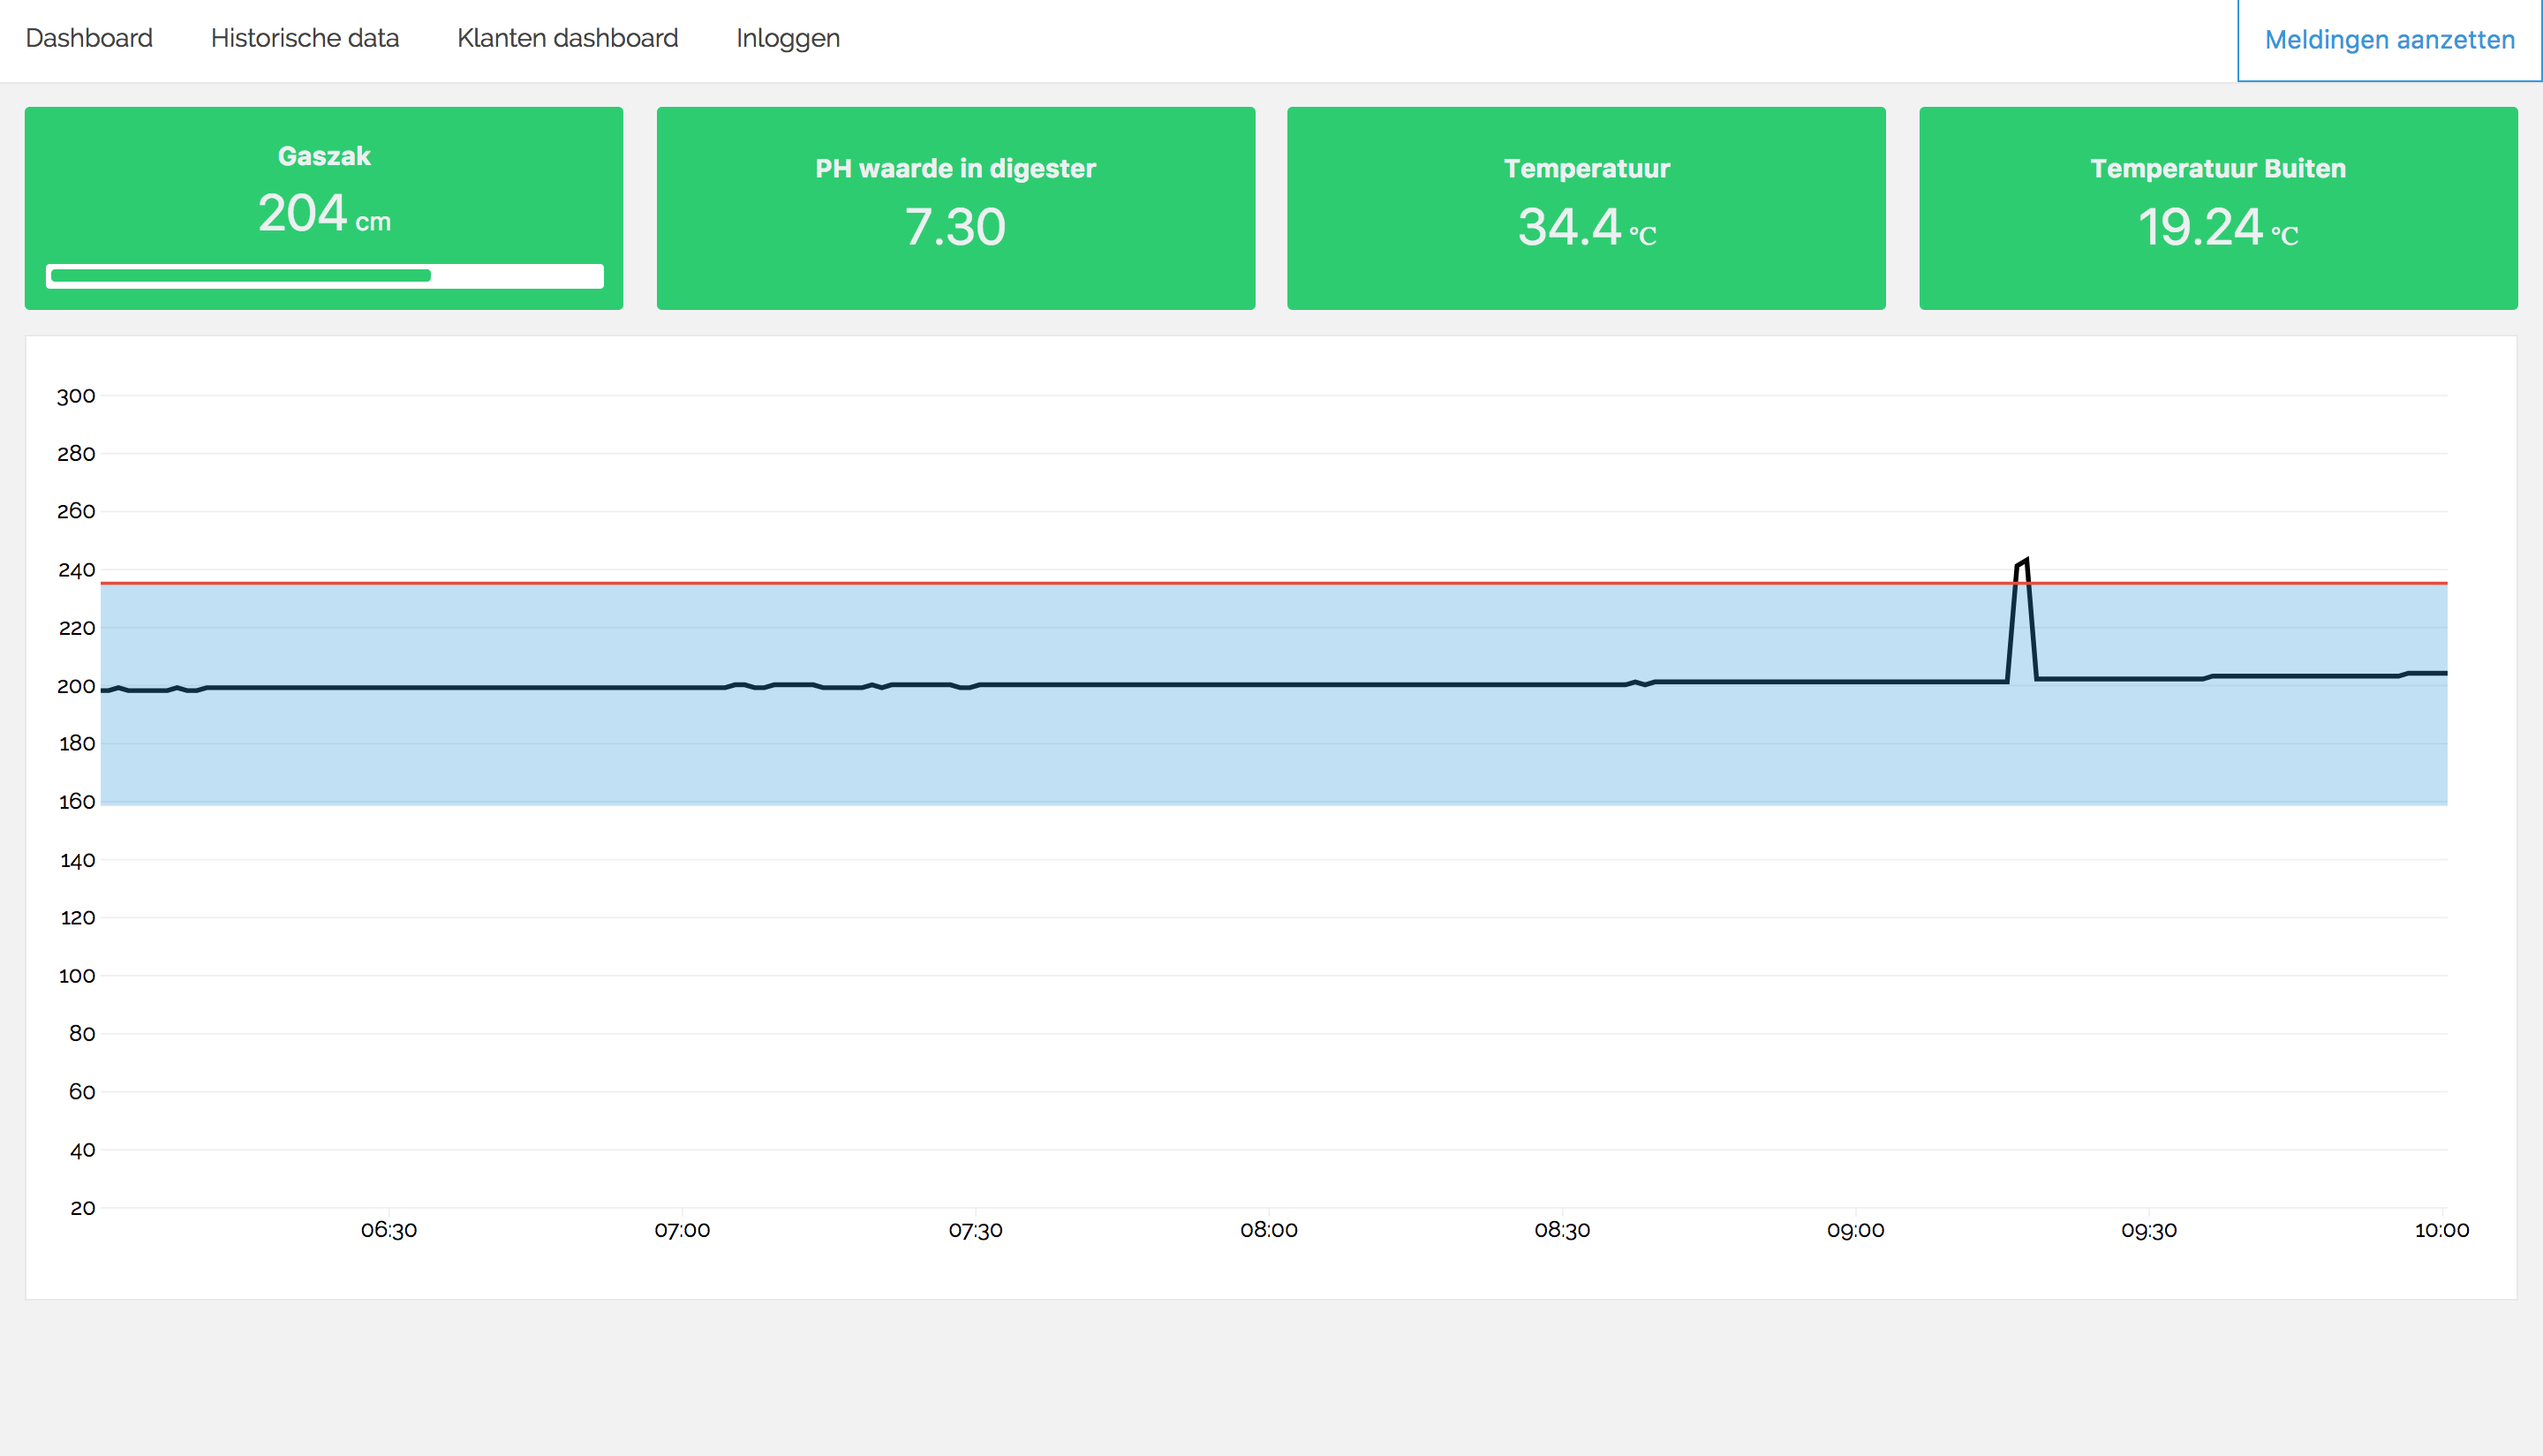 Dashboard Historische data Klanten dashboard Inloggen Meldingen aanzetten
Gaszak
204 cm
PH waarde in digester
7.30
Temperatuur
34.4 °C
Temperatuur Buiten
19.24 °C
300
280
260
240
220
200
180
160
140
120
100
80
60
40
20
06:30 07:00 07:30 08:00 08:30 09:00 09:30 10:00